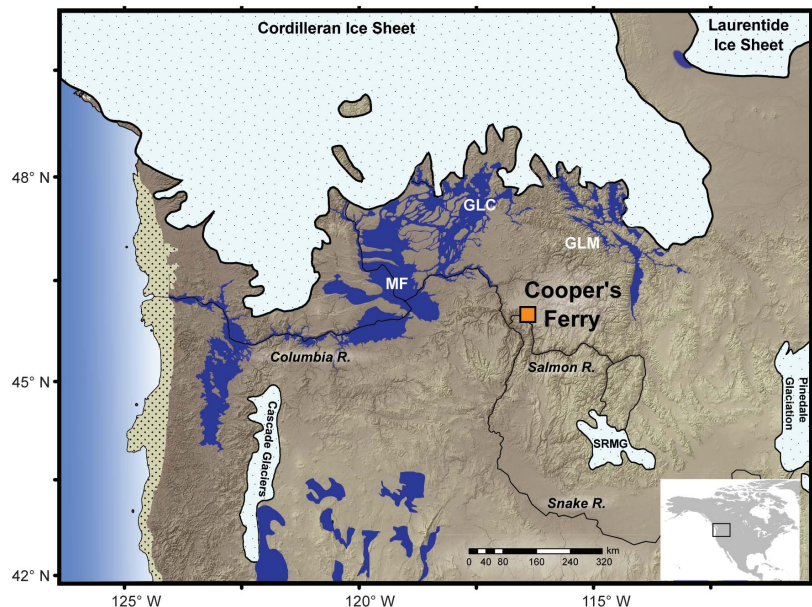 Cordilleran Ice Sheet
Laurentide
Ice Sheet
48° N
GLC
GLM
MF
Cooper's
Ferry
Columbia R.
Salmon R.
45° N
Cascade Glaciers
Pinedale
Glaciation
SRMG
Snake R.
km
0 40 80 160 240 320
42° N
125° W
120° W
115° W